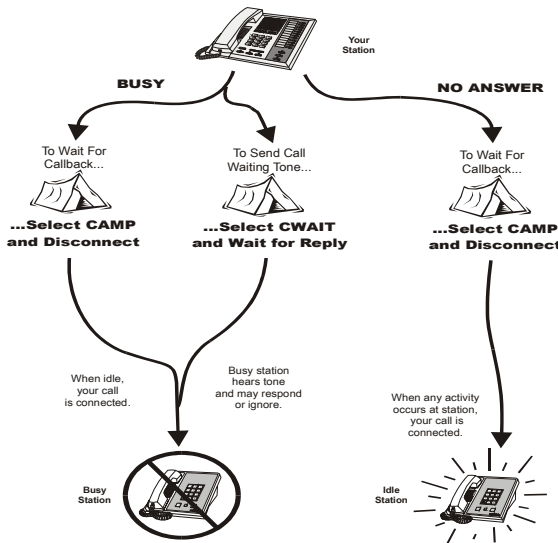 Your
Station
BUSY
NO ANSWER
To Wait For
Callback...
...Select CAMP
and Disconnect
To Send Call
Waiting Tone...
...Select CWAIT
and Wait for Reply
To Wait For
Callback...
...Select CAMP
and Disconnect
When idle,
your call
is connected.
Busy station
hears tone
and may respond
or ignore.
When any activity
occurs at station,
your call is
connected.
Busy
Station
Idle
Station